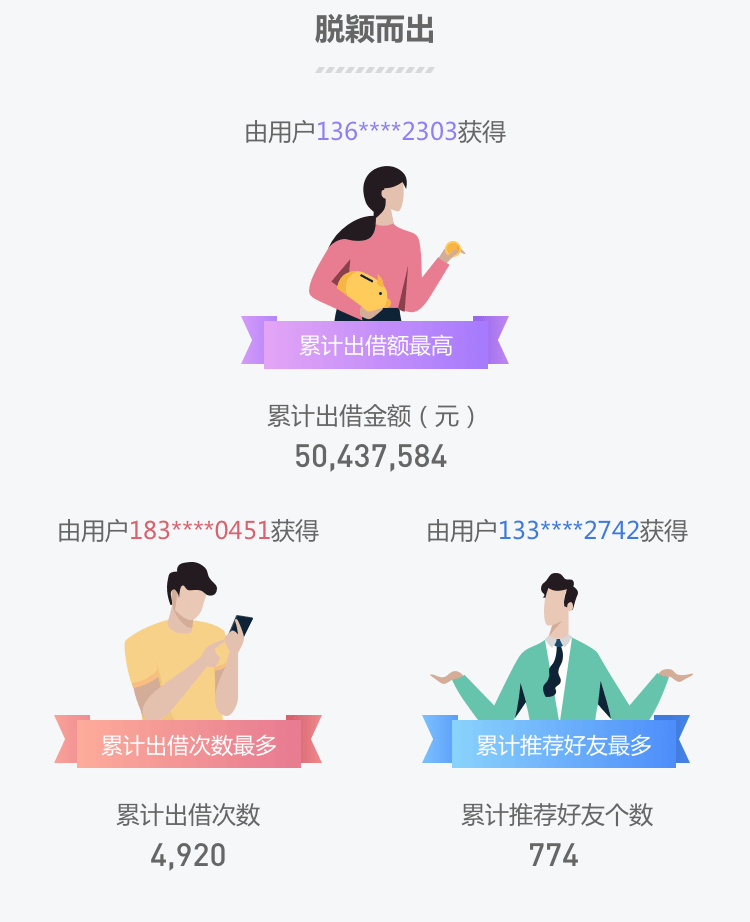 脱颖而出
由用户136****2303获得
累计出借额最高
累计出借金额（元）
50,437,584
由用户183****0451获得
累计出借次数最多
累计出借次数
4,920
由用户133****2742获得
累计推荐好友最多
累计推荐好友个数
774